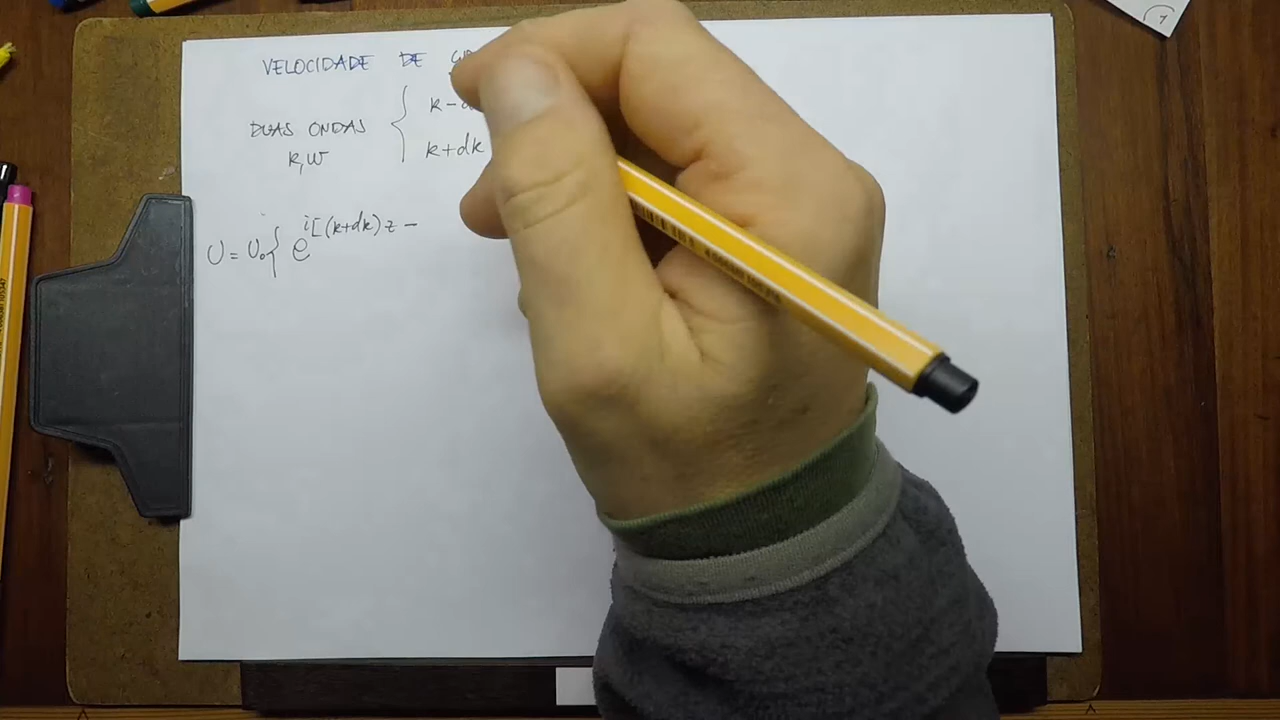 VELOCIDADE DE
DUAS ONDAS { k-d
k,w k+dk
U = U₀{ e^i[(k+dk)z -